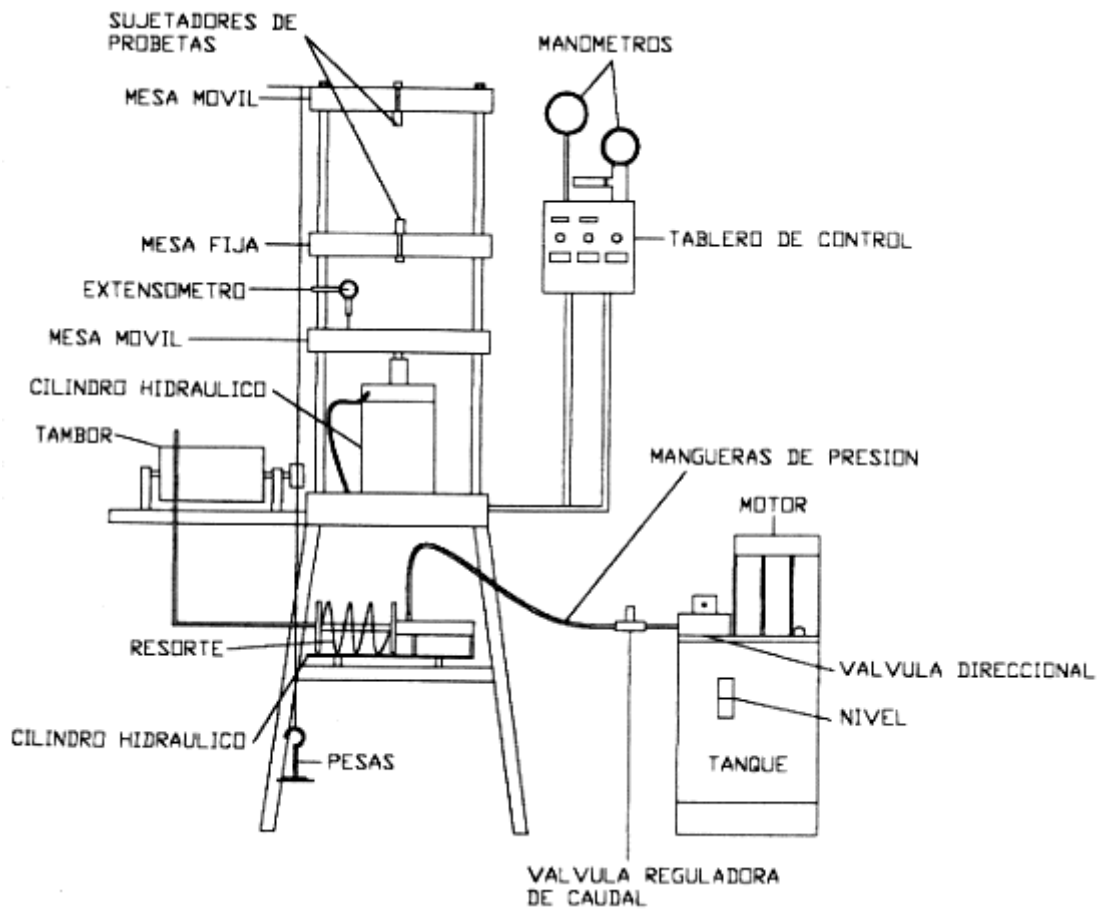 SUJETADORES DE
PROBETAS
MANOMETROS
MESA MOVIL
MESA FIJA
TABLERO DE CONTROL
EXTENSOMETRO
MESA MOVIL
CILINDRO HIDRAULICO
TAMBOR
MANGUERAS DE PRESION
MOTOR
RESORTE
VALVULA DIRECCIONAL
NIVEL
CILINDRO HIDRAULICO
PESAS
TANQUE
VALVULA REGULADORA
DE CAUDAL